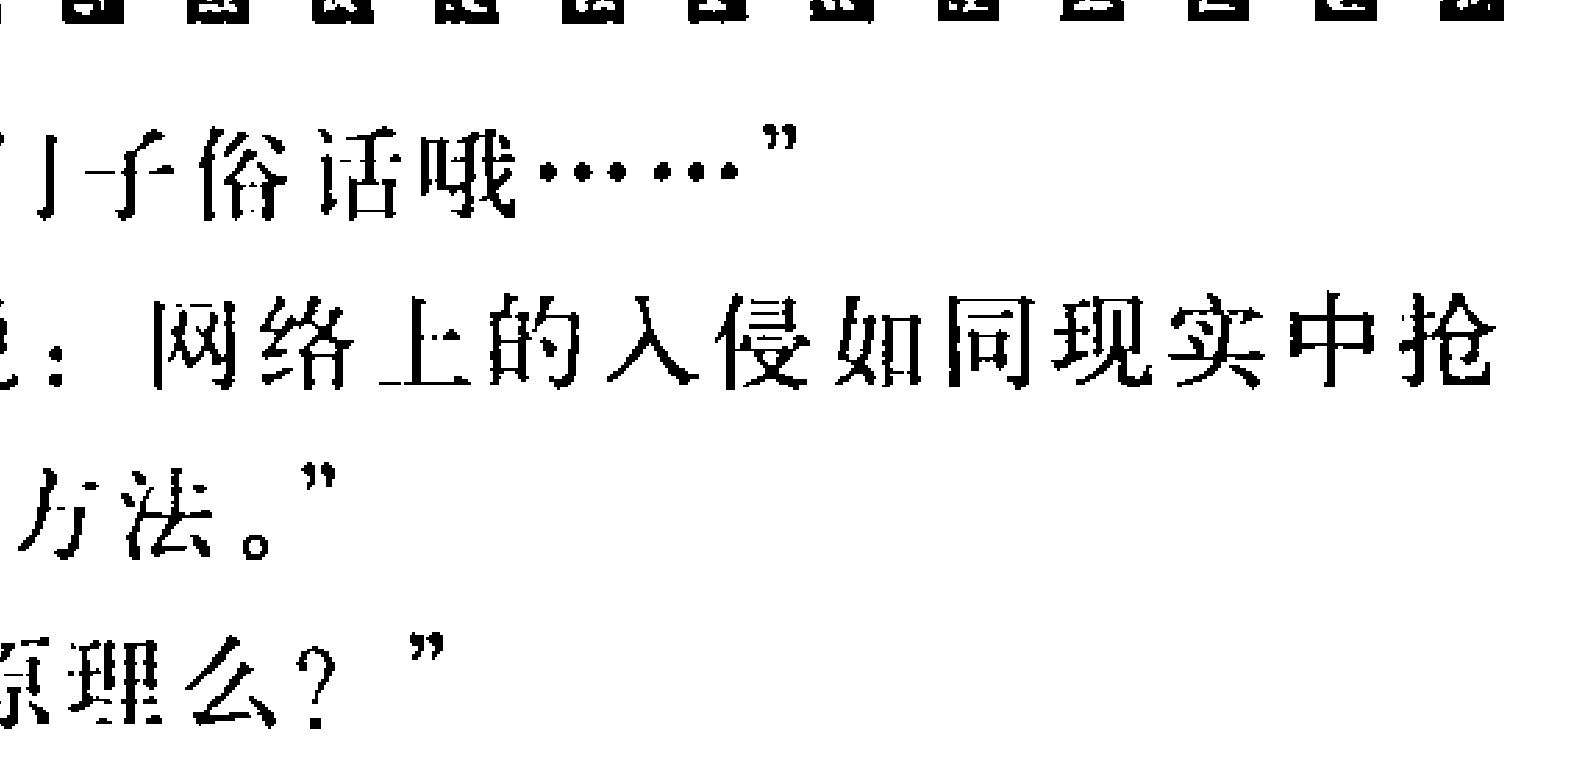 子俗话哦……”
：网络上的入侵如同现实中抢
方法。”
原理么？”